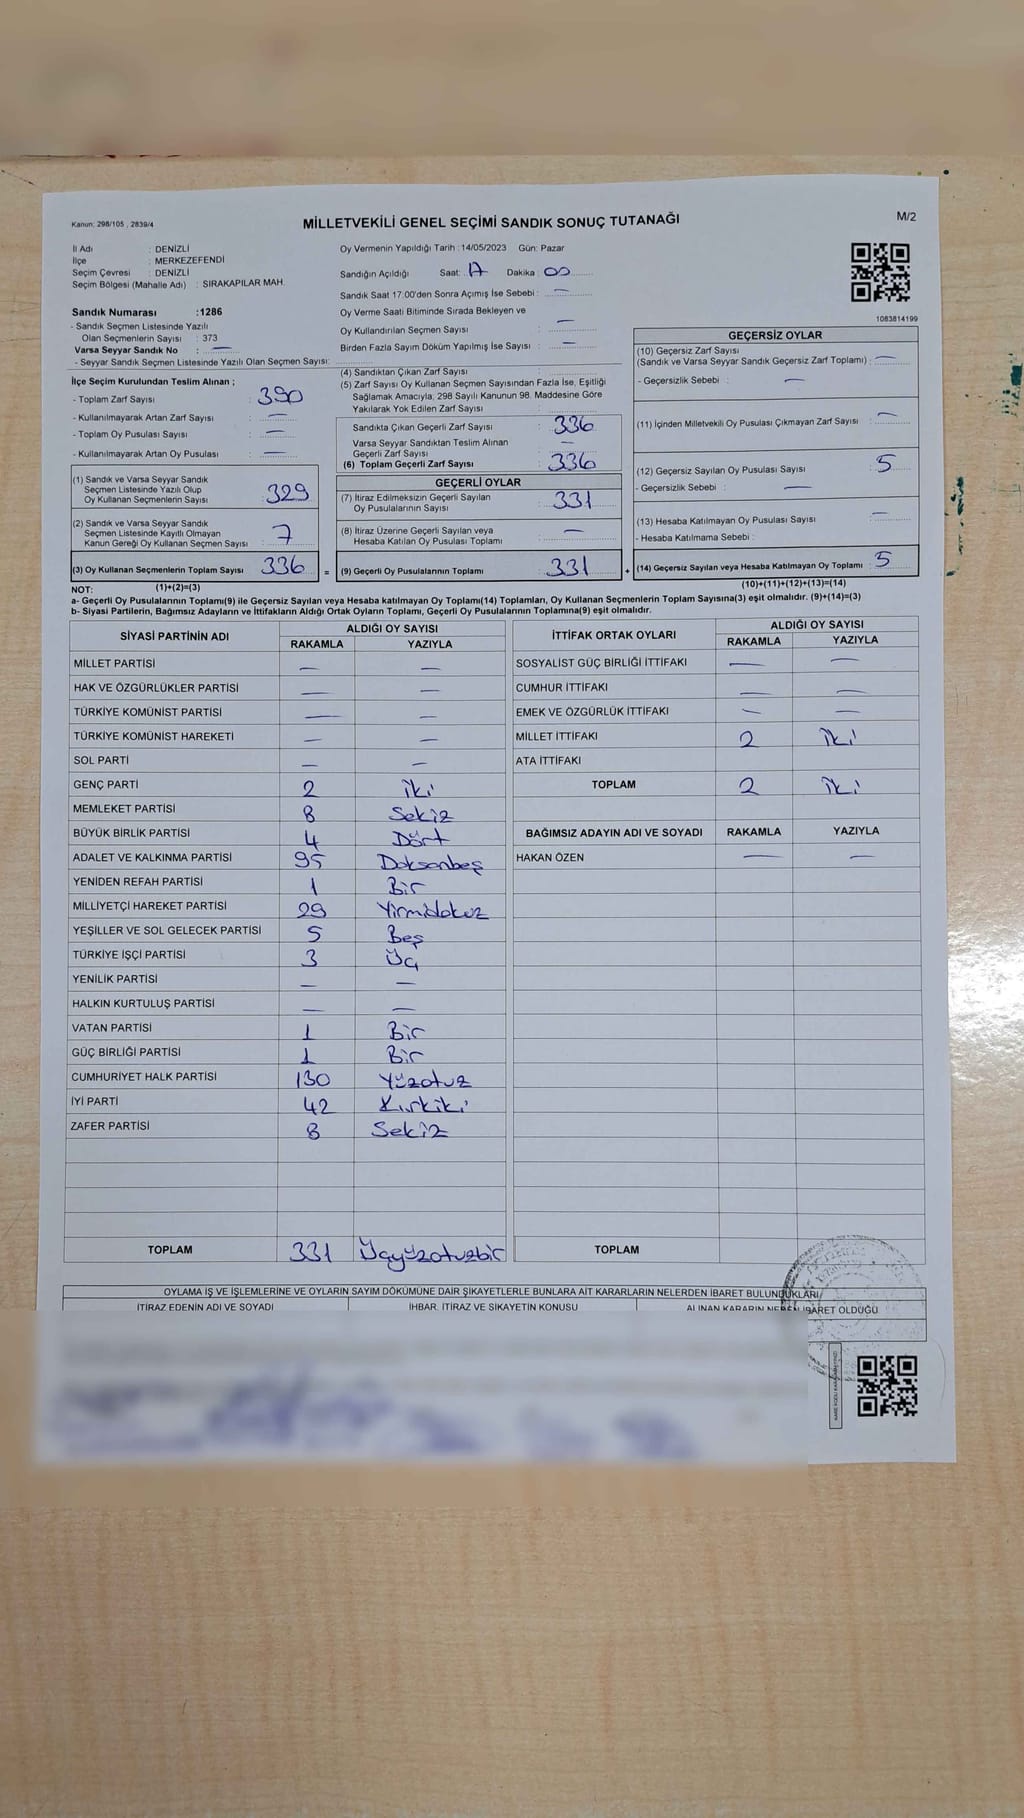 Kanun: 298/105 , 2839/4
MİLLETVEKİLİ GENEL SEÇİMİ SANDIK SONUÇ TUTANAĞI
M/2
İl Adı : DENİZLİ
İlçe : MERKEZEFENDİ
Seçim Çevresi : DENİZLİ
Seçim Bölgesi (Mahalle Adı) : SIRAKAPILAR MAH.
Oy Vermenin Yapıldığı Tarih :14/05/2023 Gün: Pazar
Sandığın Açıldığı Saat: 17 Dakika : 00
Sandık Saat 17:00'den Sonra Açımış İse Sebebi : —
Oy Verme Saati Bitiminde Sırada Bekleyen ve
Oy Kullandırılan Seçmen Sayısı : —
Birden Fazla Sayım Döküm Yapılmış İse Sayısı : —
1083814199
Sandık Numarası :1286
- Sandık Seçmen Listesinde Yazılı
Olan Seçmenlerin Sayısı : 373
Varsa Seyyar Sandık No : —
- Seyyar Sandık Seçmen Listesinde Yazılı Olan Seçmen Sayısı:
İlçe Seçim Kurulundan Teslim Alınan ;
- Toplam Zarf Sayısı : 390
- Kullanılmayarak Artan Zarf Sayısı : —
- Toplam Oy Pusulası Sayısı : —
- Kullanılmayarak Artan Oy Pusulası : —
(1) Sandık ve Varsa Seyyar Sandık
Seçmen Listesinde Yazılı Olup
Oy Kullanan Seçmenlerin Sayısı : 329
(2) Sandık ve Varsa Seyyar Sandık
Seçmen Listesinde Kayıtlı Olmayan
Kanun Gereği Oy Kullanan Seçmen Sayısı : 7
(3) Oy Kullanan Seçmenlerin Toplam Sayısı : 336
(4) Sandıktan Çıkan Zarf Sayısı :
(5) Zarf Sayısı Oy Kullanan Seçmen Sayısından Fazla İse, Eşitliği
Sağlamak Amacıyla, 298 Sayılı Kanunun 98. Maddesine Göre
Yakılarak Yok Edilen Zarf Sayısı :
Sandıkta Çıkan Geçerli Zarf Sayısı : 336
Varsa Seyyar Sandıktan Teslim Alınan
Geçerli Zarf Sayısı : —
(6) Toplam Geçerli Zarf Sayısı : 336
GEÇERLİ OYLAR
(7) İtiraz Edilmeksizin Geçerli Sayılan
Oy Pusulalarının Sayısı : 331
(8) İtiraz Üzerine Geçerli Sayılan veya
Hesaba Katılan Oy Pusulası Toplamı : —
= (9) Geçerli Oy Pusulalarının Toplamı : 331
GEÇERSİZ OYLAR
(10) Geçersiz Zarf Sayısı
(Sandık ve Varsa Seyyar Sandık Geçersiz Zarf Toplamı) : —
- Geçersizlik Sebebi : —
(11) İçinden Milletvekili Oy Pusulası Çıkmayan Zarf Sayısı : —
(12) Geçersiz Sayılan Oy Pusulası Sayısı : 5
- Geçersizlik Sebebi : —
(13) Hesaba Katılmayan Oy Pusulası Sayısı : —
- Hesaba Katılmama Sebebi :
+ (14) Geçersiz Sayılan veya Hesaba Katılmayan Oy Toplamı : 5
NOT: (1)+(2)=(3)
(10)+(11)+(12)+(13)=(14)
a- Geçerli Oy Pusulalarının Toplamı(9) ile Geçersiz Sayılan veya Hesaba katılmayan Oy Toplamı(14) Toplamları, Oy Kullanan Seçmenlerin Toplam Sayısına(3) eşit olmalıdır. (9)+(14)=(3)
b- Siyasi Partilerin, Bağımsız Adayların ve İttifakların Aldığı Ortak Oyların Toplamı, Geçerli Oy Pusulalarının Toplamına(9) eşit olmalıdır.
SİYASİ PARTİNİN ADI ALDIĞI OY SAYISI
RAKAMLA YAZIYLA
MİLLET PARTİSİ — —
HAK VE ÖZGÜRLÜKLER PARTİSİ — —
TÜRKİYE KOMÜNİST PARTİSİ — —
TÜRKİYE KOMÜNİST HAREKETİ — —
SOL PARTİ — —
GENÇ PARTİ 2 iki
MEMLEKET PARTİSİ 8 Sekiz
BÜYÜK BİRLİK PARTİSİ 4 Dört
ADALET VE KALKINMA PARTİSİ 95 Doksanbeş
YENİDEN REFAH PARTİSİ 1 Bir
MİLLİYETÇİ HAREKET PARTİSİ 29 Yirmidokuz
YEŞİLLER VE SOL GELECEK PARTİSİ 5 Beş
TÜRKİYE İŞÇİ PARTİSİ 3 Üç
YENİLİK PARTİSİ — —
HALKIN KURTULUŞ PARTİSİ — —
VATAN PARTİSİ 1 Bir
GÜÇ BİRLİĞİ PARTİSİ 1 Bir
CUMHURİYET HALK PARTİSİ 130 Yüzotuz
İYİ PARTİ 42 Kırkiki
ZAFER PARTİSİ 8 Sekiz
TOPLAM 331 Üçyüzotuzbir
İTTİFAK ORTAK OYLARI ALDIĞI OY SAYISI
RAKAMLA YAZIYLA
SOSYALİST GÜÇ BİRLİĞİ İTTİFAKI — —
CUMHUR İTTİFAKI — —
EMEK VE ÖZGÜRLÜK İTTİFAKI — —
MİLLET İTTİFAKI 2 iki
ATA İTTİFAKI
TOPLAM 2 iki
BAĞIMSIZ ADAYIN ADI VE SOYADI RAKAMLA YAZIYLA
HAKAN ÖZEN — —
TOPLAM
OYLAMA İŞ VE İŞLEMLERİNE VE OYLARIN SAYIM DÖKÜMÜNE DAİR ŞİKAYETLERLE BUNLARA AİT KARARLARIN NELERDEN İBARET BULUNDUKLARI
İTİRAZ EDENİN ADI VE SOYADI İHBAR, İTİRAZ VE ŞİKAYETİN KONUSU ALINAN KARARIN NEDEN İBARET OLDUĞU